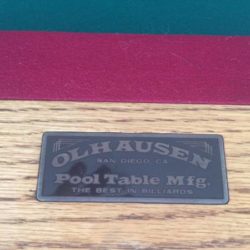 OLHAUSEN
SAN DIEGO, CA
Pool Table Mfg.
THE BEST IN BILLIARDS